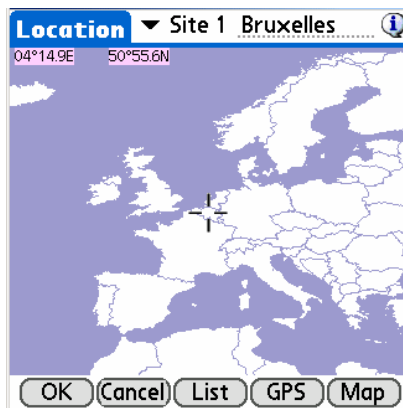 Location Site 1 Bruxelles i
04°14.9E 50°55.6N
OK Cancel List GPS Map